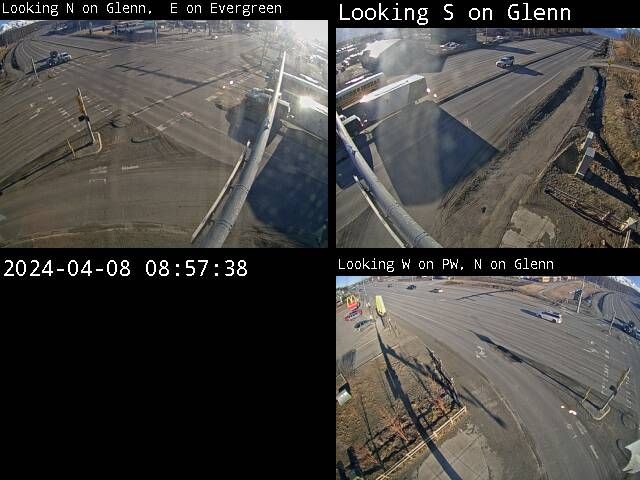 Looking N on Glenn, E on Evergreen
Looking S on Glenn
2024-04-08 08:57:38
Looking W on PW, N on Glenn